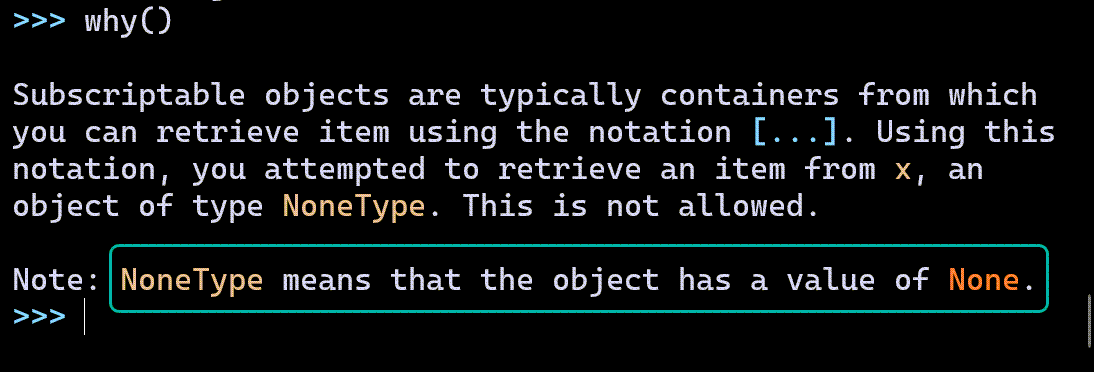 >>> why()
Subscriptable objects are typically containers from which
you can retrieve item using the notation [...]. Using this
notation, you attempted to retrieve an item from x, an
object of type NoneType. This is not allowed.
Note: NoneType means that the object has a value of None.
>>>